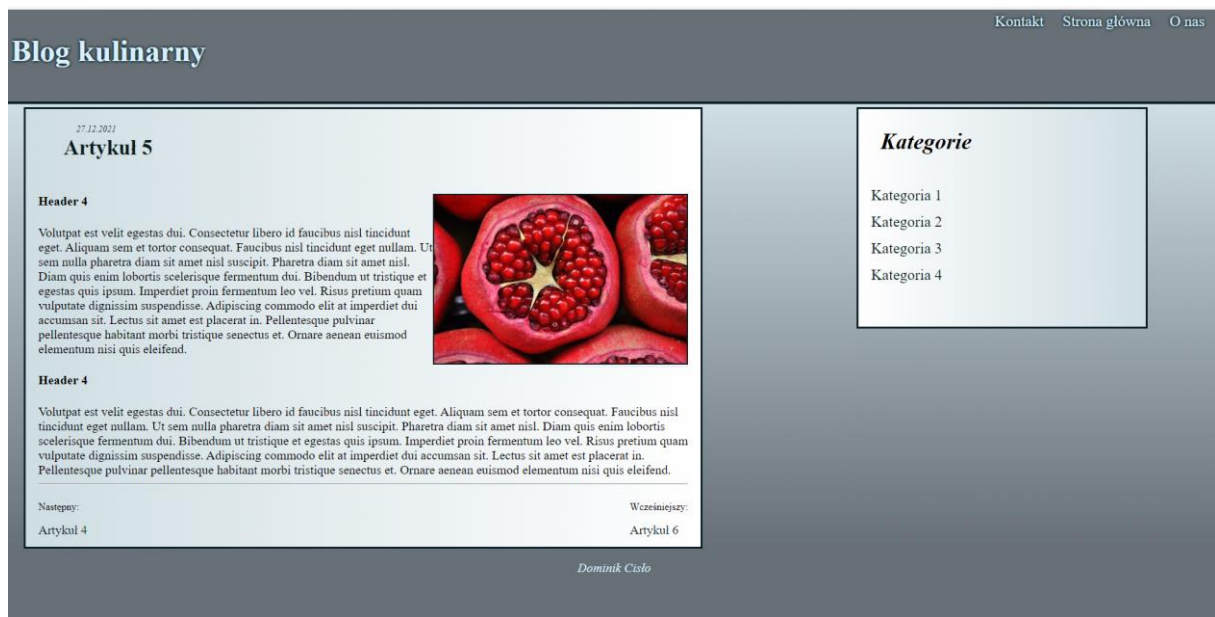 Kontakt Strona główna O nas
Blog kulinarny
27.12.2021
Artykuł 5
Header 4
Volutpat est velit egestas dui. Consectetur libero id faucibus nisl tincidunt
eget. Aliquam sem et tortor consequat. Faucibus nisl tincidunt eget nullam. Ut
sem nulla pharetra diam sit amet nisl suscipit. Pharetra diam sit amet nisl.
Diam quis enim lobortis scelerisque fermentum dui. Bibendum ut tristique et
egestas quis ipsum. Imperdiet proin fermentum leo vel. Risus pretium quam
vulputate dignissim suspendisse. Adipiscing commodo elit at imperdiet dui
accumsan sit. Lectus sit amet est placerat in. Pellentesque pulvinar
pellentesque habitant morbi tristique senectus et. Ornare aenean euismod
elementum nisi quis eleifend.
Header 4
Volutpat est velit egestas dui. Consectetur libero id faucibus nisl tincidunt eget. Aliquam sem et tortor consequat. Faucibus nisl
tincidunt eget nullam. Ut sem nulla pharetra diam sit amet nisl suscipit. Pharetra diam sit amet nisl. Diam quis enim lobortis
scelerisque fermentum dui. Bibendum ut tristique et egestas quis ipsum. Imperdiet proin fermentum leo vel. Risus pretium quam
vulputate dignissim suspendisse. Adipiscing commodo elit at imperdiet dui accumsan sit. Lectus sit amet est placerat in.
Pellentesque pulvinar pellentesque habitant morbi tristique senectus et. Ornare aenean euismod elementum nisi quis eleifend.
Następny: Wcześniejszy:
Artykuł 4 Artykuł 6
Kategorie
Kategoria 1
Kategoria 2
Kategoria 3
Kategoria 4
Dominik Cisło